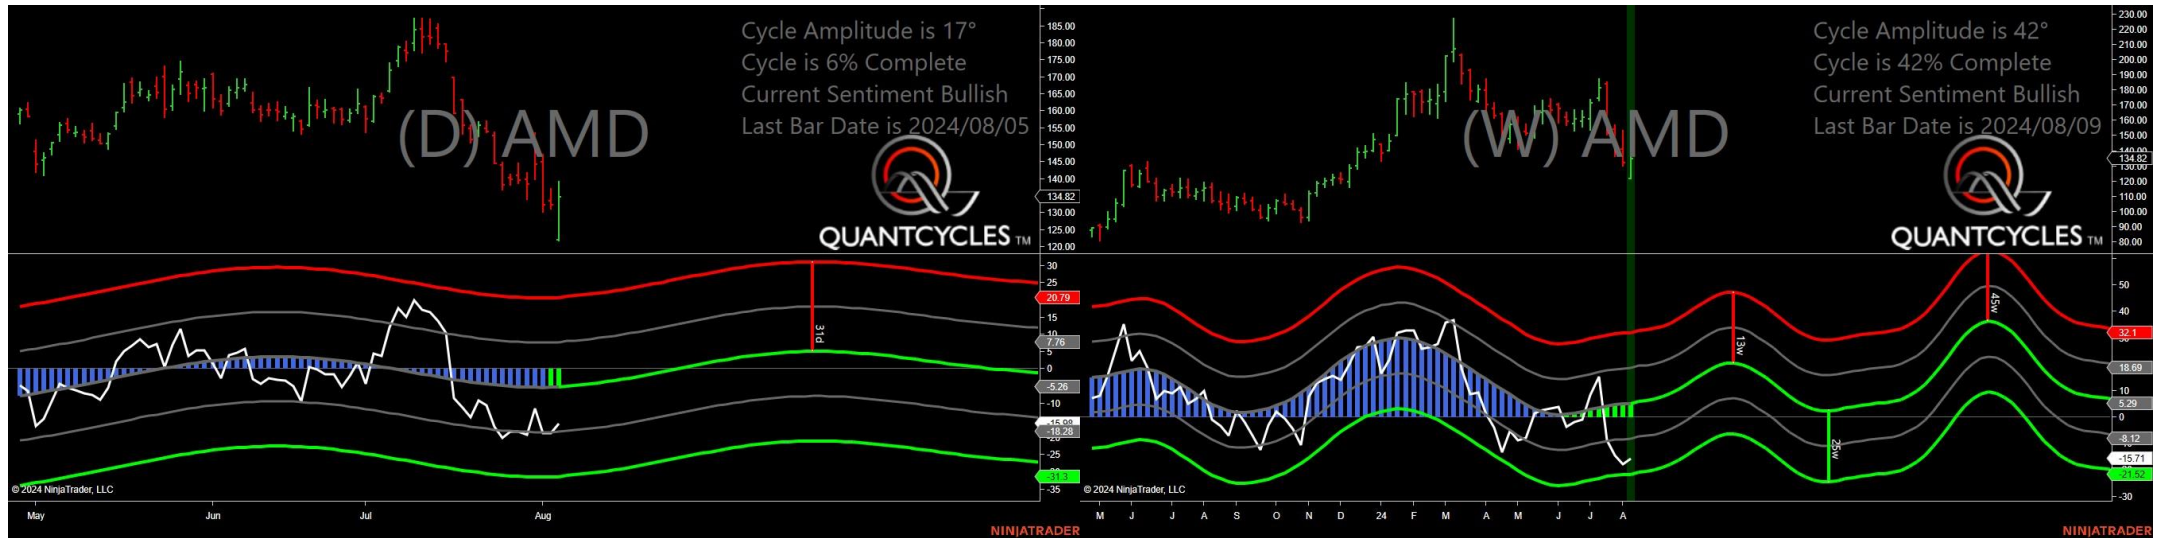 Cycle Amplitude is 17°
Cycle is 6% Complete
Current Sentiment Bullish
Last Bar Date is 2024/08/05
(D) AMD
QUANTCYCLES TM
185.00
180.00
175.00
170.00
165.00
160.00
155.00
150.00
145.00
140.00
134.82
130.00
125.00
120.00
30
25
20.79
15
10
7.76
5
0
-5.26
-10
-15.98
-18.28
-25
-31.3
-35
31d
© 2024 NinjaTrader, LLC
May
Jun
Jul
Aug
NINJATRADER
Cycle Amplitude is 42°
Cycle is 42% Complete
Current Sentiment Bullish
Last Bar Date is 2024/08/09
(W) AMD
QUANTCYCLES TM
230.00
220.00
210.00
200.00
190.00
180.00
170.00
160.00
150.00
140.00
134.82
130.00
120.00
110.00
100.00
90.00
80.00
50
40
32.1
18.69
10
5.29
0
-8.12
-15.71
-21.52
-30
13w
25w
45w
© 2024 NinjaTrader, LLC
M J J A S O N D 24 F M A M J J A
NINJATRADER